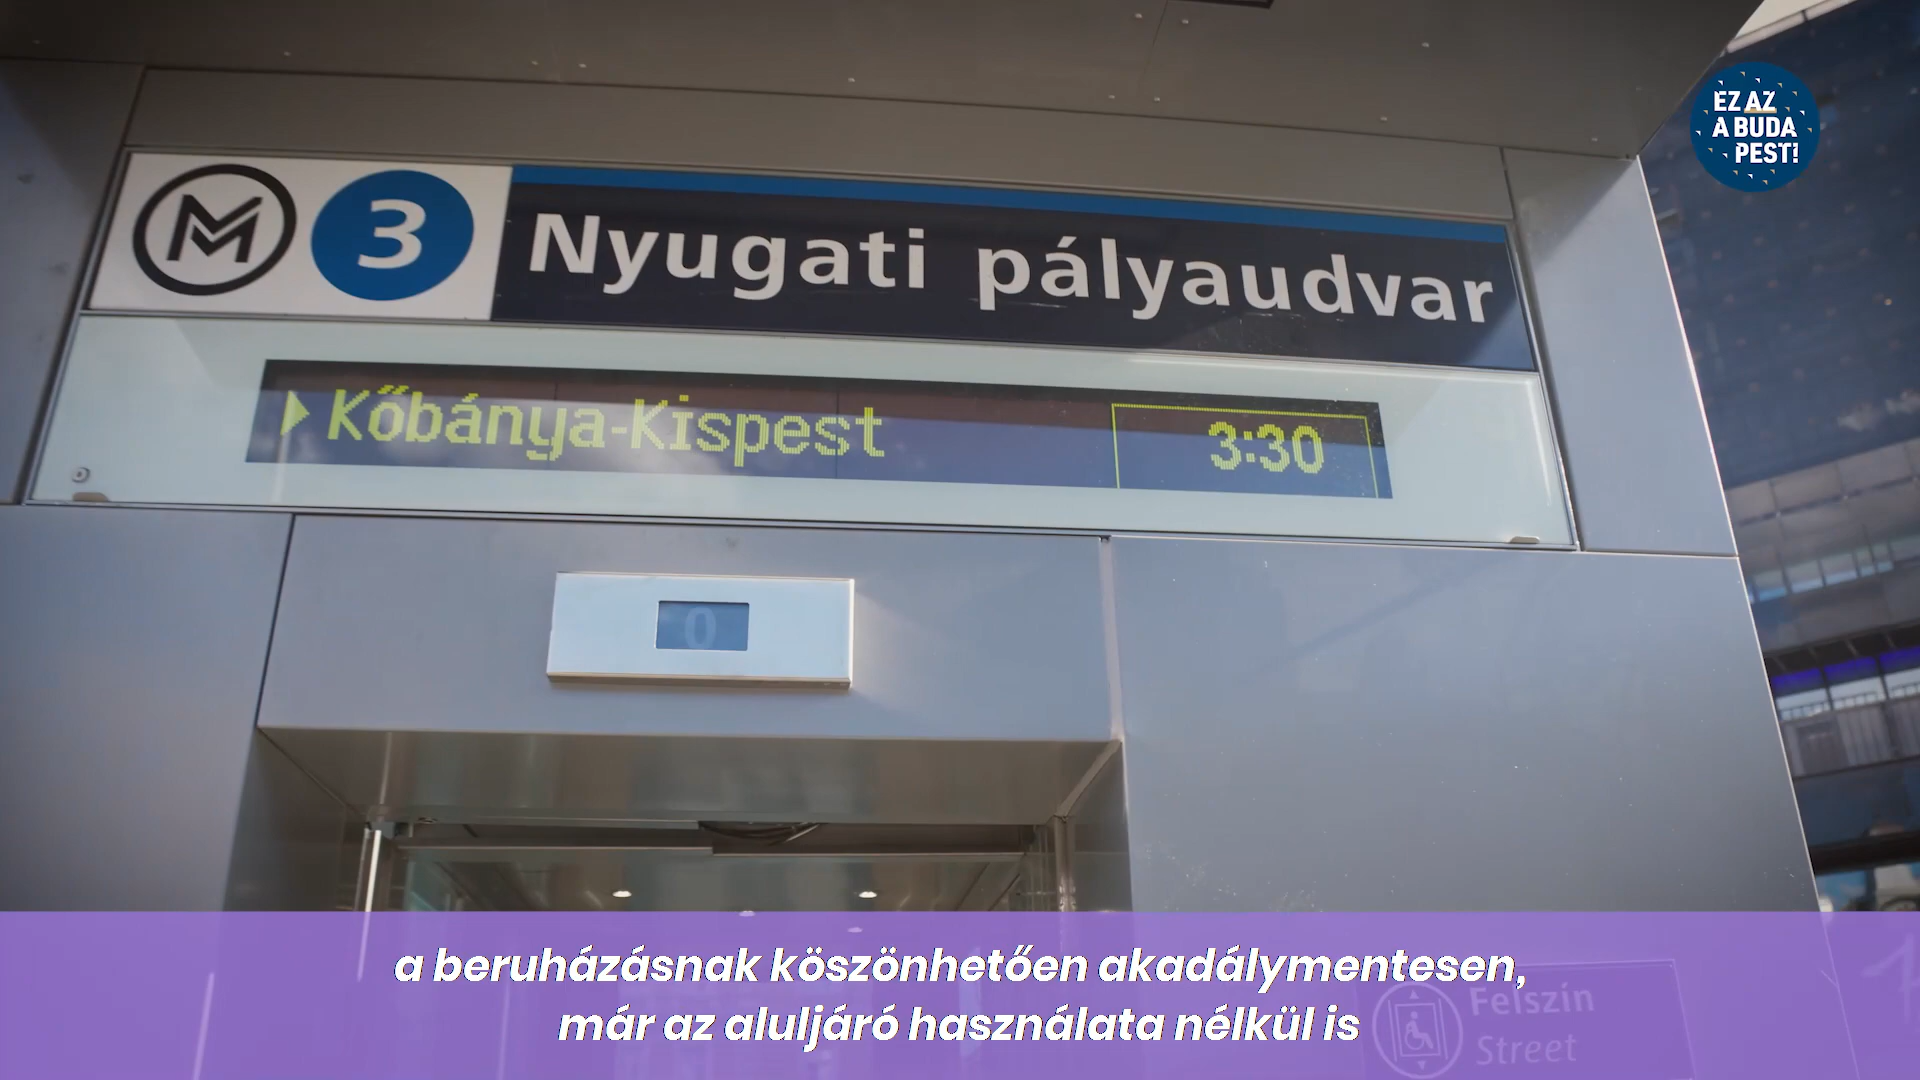 EZ AZ
A BUDA
PEST!
M 3 Nyugati pályaudvar
Kőbánya-Kispest 3:30
0
a beruházásnak köszönhetően akadálymentesen,
már az aluljáró használata nélkül is
Felszín
Street